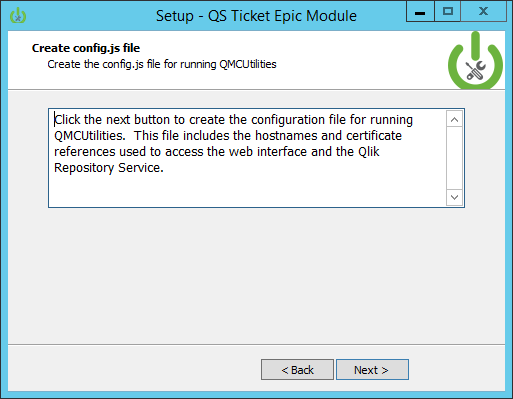 Setup - QS Ticket Epic Module
Create config.js file
Create the config.js file for running QMCUtilities
Click the next button to create the configuration file for running
QMCUtilities.  This file includes the hostnames and certificate
references used to access the web interface and the Qlik
Repository Service.
< Back
Next >